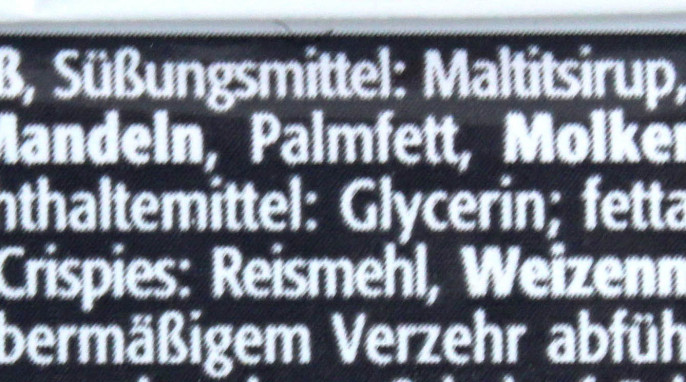 ß, Süßungsmittel: Maltitsirup,
Mandeln, Palmfett, Molker
nthaltemittel: Glycerin; fetta
Crispies: Reismehl, Weizenm
bermäßigem Verzehr abfüh